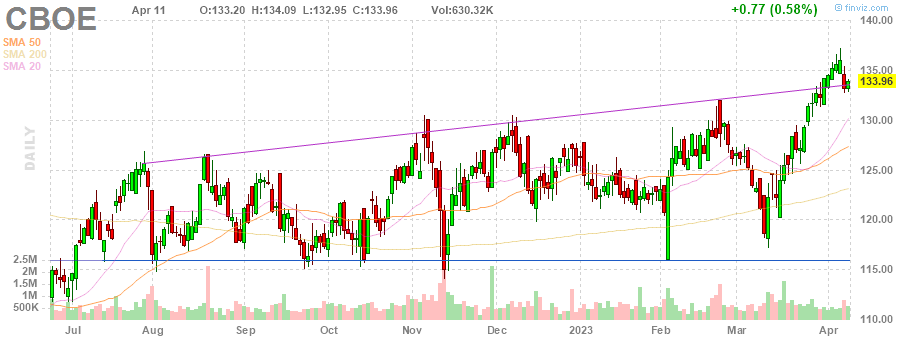 CBOE
Apr 11 O:133.20 H:134.09 L:132.95 C:133.96 Vol:630.32K +0.77 (0.58%)
© finviz.com
SMA 50
SMA 200
SMA 20
DAILY
140.00
135.00
133.96
130.00
125.00
120.00
115.00
110.00
2.5M
2M
1.5M
1M
500K
Jul Aug Sep Oct Nov Dec 2023 Feb Mar Apr